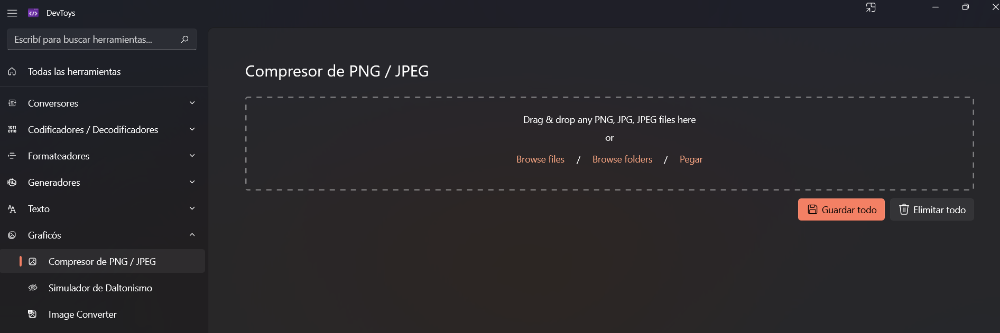 DevToys
Escribí para buscar herramientas...
Todas las herramientas
Conversores
Codificadores / Decodificadores
Formateadores
Generadores
Texto
Graficós
Compresor de PNG / JPEG
Simulador de Daltonismo
Image Converter
Compresor de PNG / JPEG
Drag & drop any PNG, JPG, JPEG files here
or
Browse files / Browse folders / Pegar
Guardar todo Elimitar todo